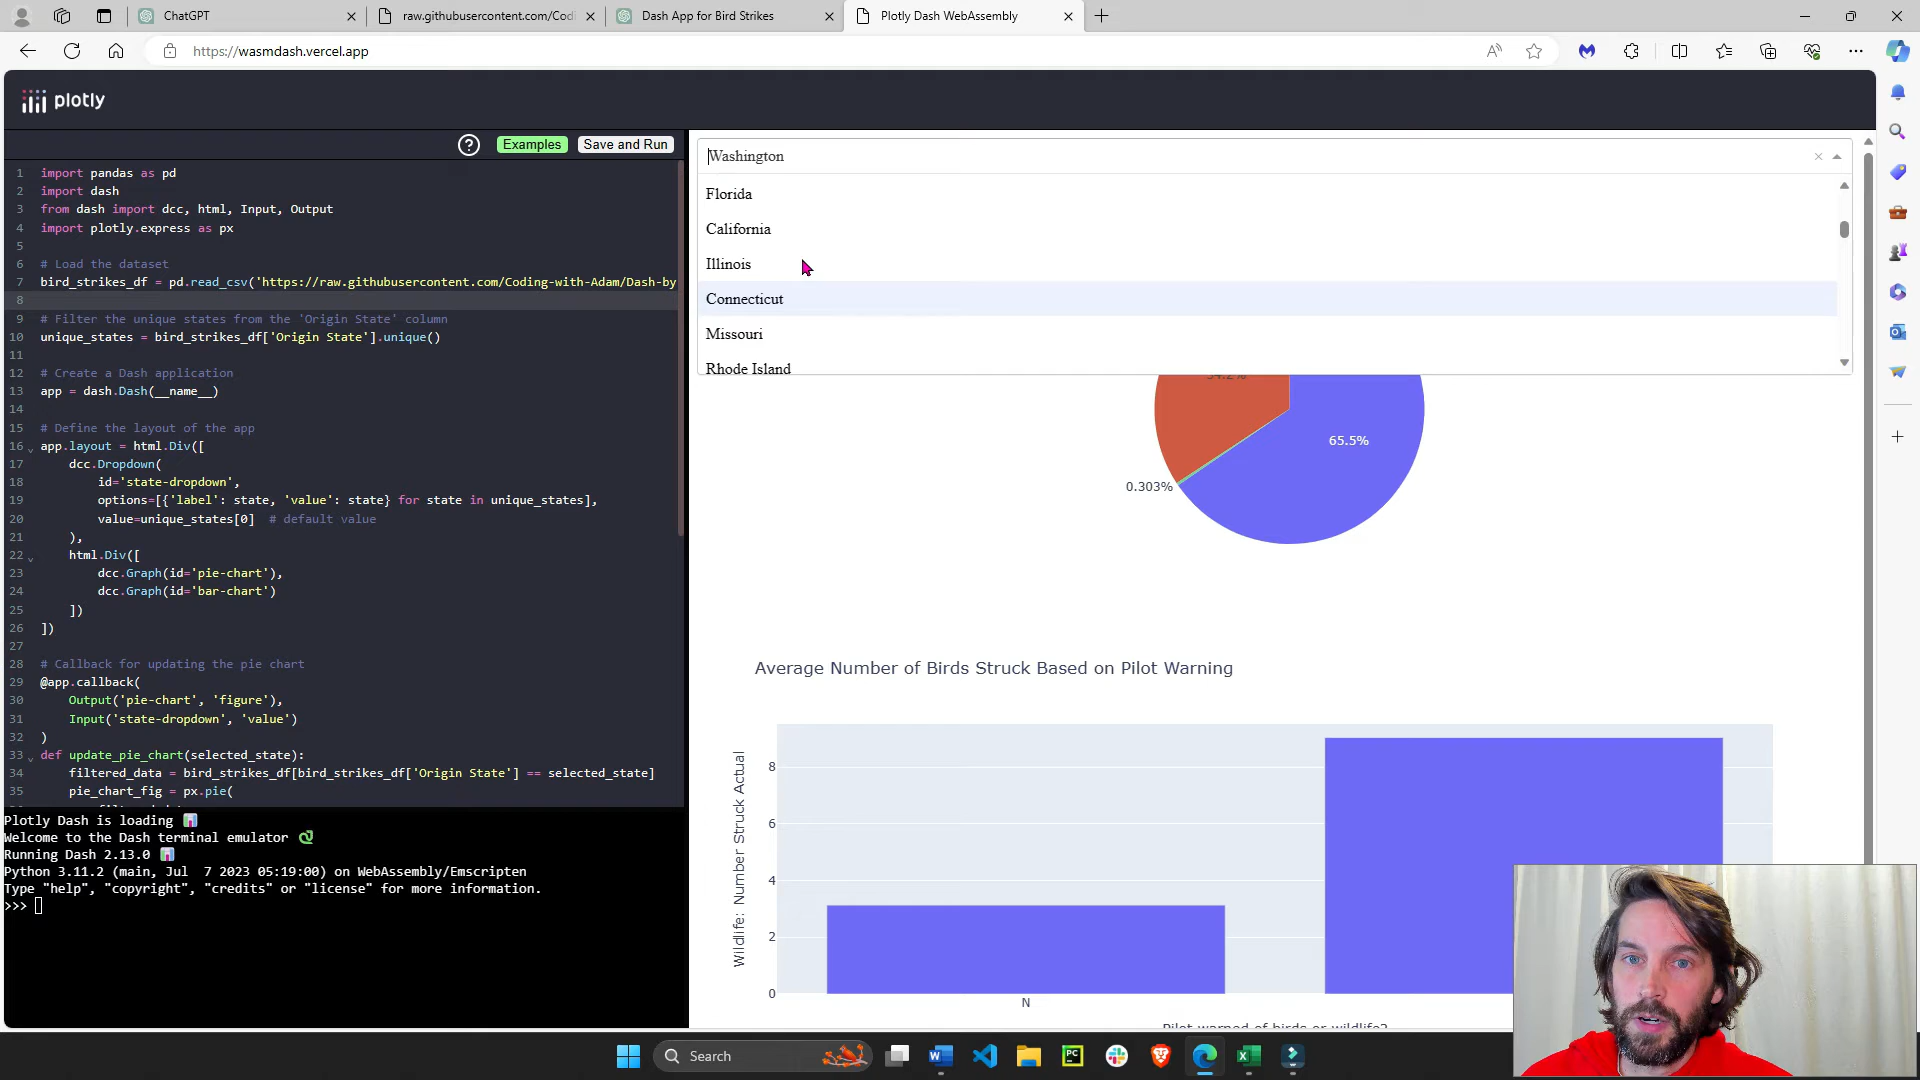 ChatGPT
raw.githubusercontent.com/Codi
Dash App for Bird Strikes
Plotly Dash WebAssembly
https://wasmdash.vercel.app
plotly
? Examples Save and Run
1 import pandas as pd
2 import dash
3 from dash import dcc, html, Input, Output
4 import plotly.express as px
5
6 # Load the dataset
7 bird_strikes_df = pd.read_csv('https://raw.githubusercontent.com/Coding-with-Adam/Dash-by
8
9 # Filter the unique states from the 'Origin State' column
10 unique_states = bird_strikes_df['Origin State'].unique()
11
12 # Create a Dash application
13 app = dash.Dash(__name__)
14
15 # Define the layout of the app
16 app.layout = html.Div([
17 dcc.Dropdown(
18 id='state-dropdown',
19 options=[{'label': state, 'value': state} for state in unique_states],
20 value=unique_states[0] # default value
21 ),
22 html.Div([
23 dcc.Graph(id='pie-chart'),
24 dcc.Graph(id='bar-chart')
25 ])
26 ])
27
28 # Callback for updating the pie chart
29 @app.callback(
30 Output('pie-chart', 'figure'),
31 Input('state-dropdown', 'value')
32 )
33 def update_pie_chart(selected_state):
34 filtered_data = bird_strikes_df[bird_strikes_df['Origin State'] == selected_state]
35 pie_chart_fig = px.pie(
Plotly Dash is loading
Welcome to the Dash terminal emulator
Running Dash 2.13.0
Python 3.11.2 (main, Jul 7 2023 05:19:00) on WebAssembly/Emscripten
Type "help", "copyright", "credits" or "license" for more information.
>>>
Washington
Florida
California
Illinois
Connecticut
Missouri
Rhode Island
65.5%
0.303%
Average Number of Birds Struck Based on Pilot Warning
Wildlife: Number Struck Actual
8
6
4
2
0
N
Pilot warned of birds or wildlife?
Search